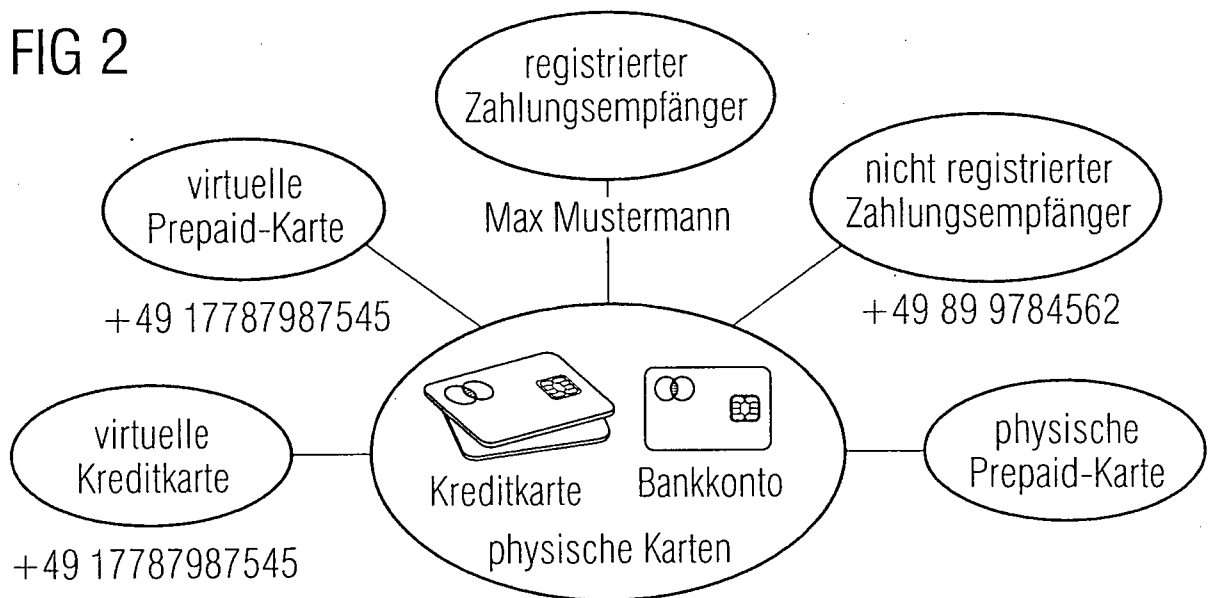 FIG 2
registrierter
Zahlungsempfänger
virtuelle
Prepaid-Karte
Max Mustermann
nicht registrierter
Zahlungsempfänger
+49 17787987545
+49 89 9784562
virtuelle
Kreditkarte
Kreditkarte
Bankkonto
physische Karten
physische
Prepaid-Karte
+49 17787987545